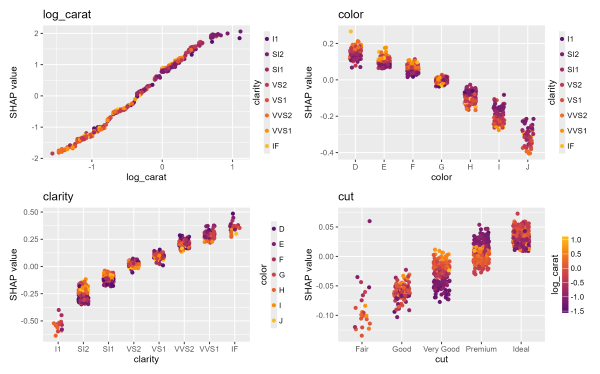 log_carat
2
1
0
-1
-2
SHAP value
-1
0
1
log_carat
clarity
I1
SI2
SI1
VS2
VS1
VVS2
VVS1
IF
color
0.2
0.0
-0.2
-0.4
SHAP value
D E F G H I J
color
clarity
I1
SI2
SI1
VS2
VS1
VVS2
VVS1
IF
clarity
0.50
0.25
0.00
-0.25
-0.50
SHAP value
I1 SI2 SI1 VS2 VS1 VVS2 VVS1 IF
clarity
color
D
E
F
G
H
I
J
cut
0.05
0.00
-0.05
-0.10
SHAP value
Fair Good Very Good Premium Ideal
cut
log_carat
1.0
0.5
0.0
-0.5
-1.0
-1.5